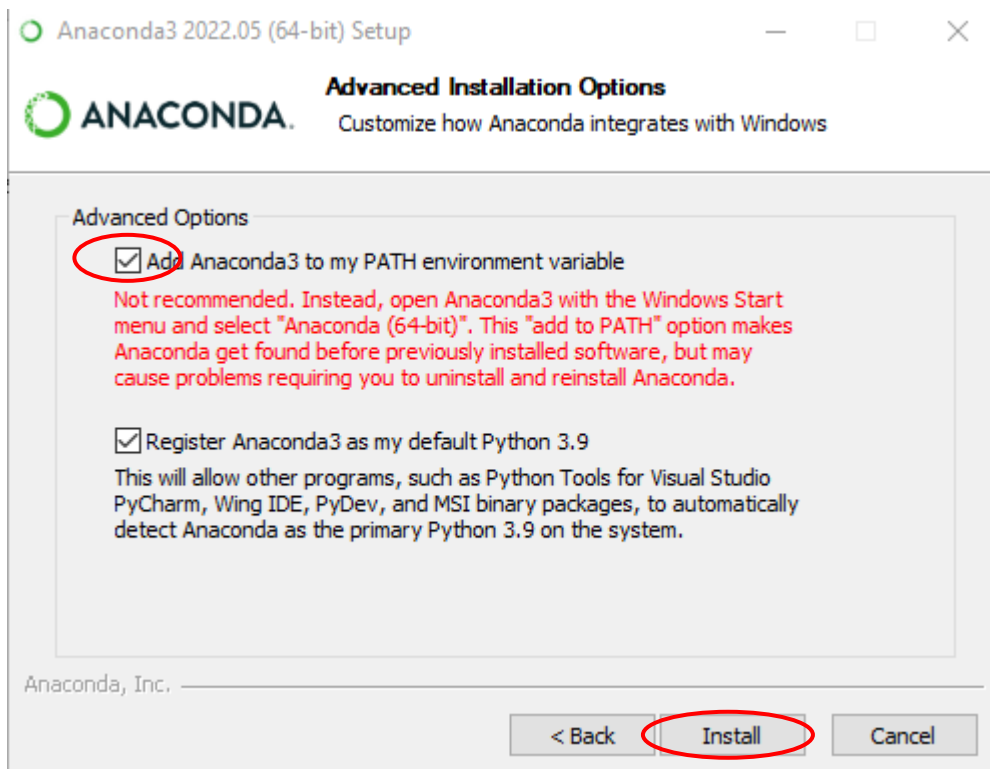 Anaconda3 2022.05 (64-bit) Setup
ANACONDA.
Advanced Installation Options
Customize how Anaconda integrates with Windows
Advanced Options
Add Anaconda3 to my PATH environment variable
Not recommended. Instead, open Anaconda3 with the Windows Start
menu and select "Anaconda (64-bit)". This "add to PATH" option makes
Anaconda get found before previously installed software, but may
cause problems requiring you to uninstall and reinstall Anaconda.
Register Anaconda3 as my default Python 3.9
This will allow other programs, such as Python Tools for Visual Studio
PyCharm, Wing IDE, PyDev, and MSI binary packages, to automatically
detect Anaconda as the primary Python 3.9 on the system.
Anaconda, Inc.
< Back Install Cancel